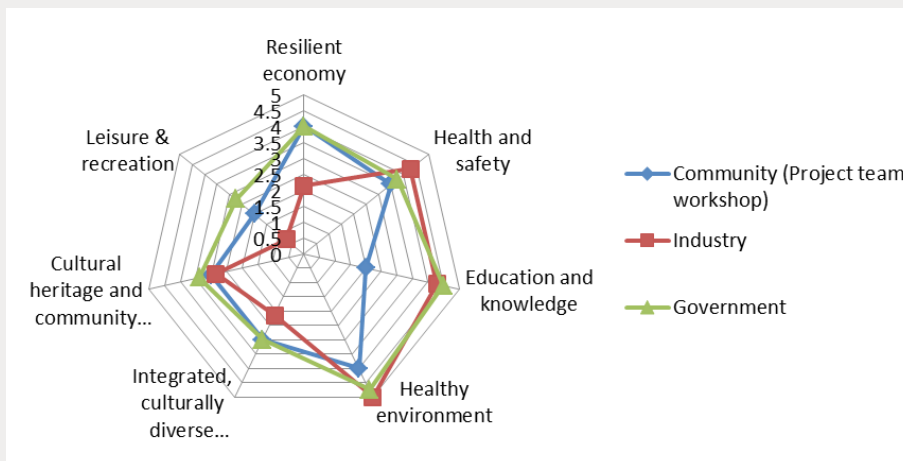 Resilient
economy
5
4.5
4
3.5
3
2.5
2
1.5
1
0.5
0
Health and
safety
Education and
knowledge
Healthy
environment
Integrated,
culturally
diverse...
Cultural
heritage and
community...
Leisure &
recreation
Community (Project team
workshop)
Industry
Government